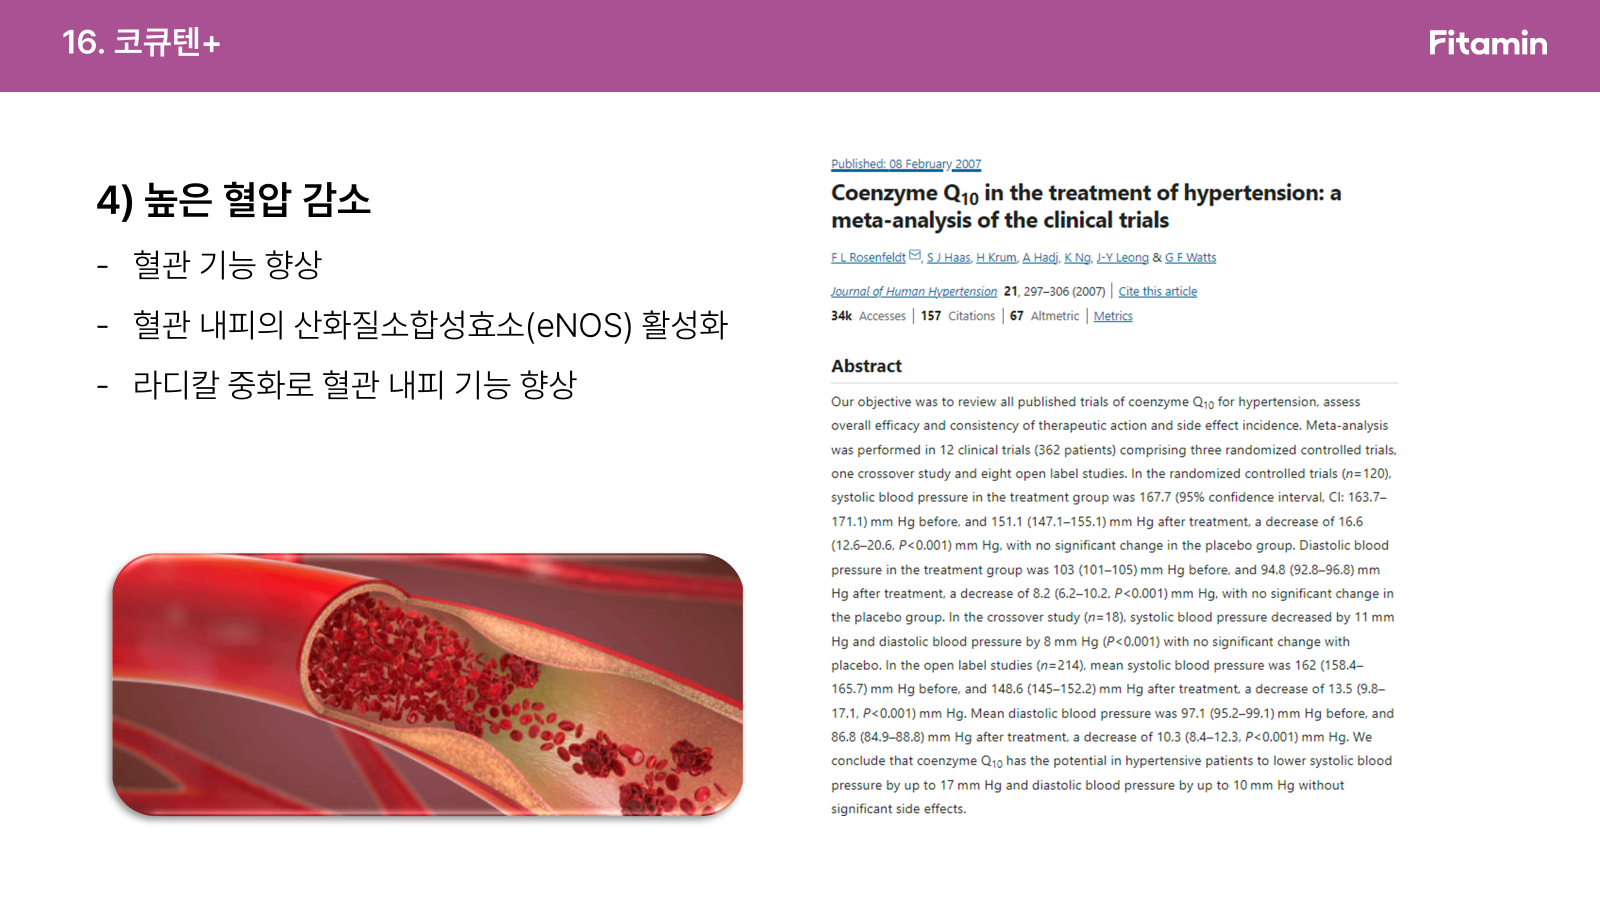 16. 코큐텐+
Fitamin
4) 높은 혈압 감소
- 혈관 기능 향상
- 혈관 내피의 산화질소합성효소(eNOS) 활성화
- 라디칼 중화로 혈관 내피 기능 향상
Published: 08 February 2007
Coenzyme Q10 in the treatment of hypertension: a
meta-analysis of the clinical trials
F L Rosenfeldt, S J Haas, H Krum, A Hadj, K Ng, J-Y Leong & G F Watts
Journal of Human Hypertension 21, 297–306 (2007) | Cite this article
34k Accesses | 157 Citations | 67 Altmetric | Metrics
Abstract
Our objective was to review all published trials of coenzyme Q10 for hypertension, assess
overall efficacy and consistency of therapeutic action and side effect incidence. Meta-analysis
was performed in 12 clinical trials (362 patients) comprising three randomized controlled trials,
one crossover study and eight open label studies. In the randomized controlled trials (n=120),
systolic blood pressure in the treatment group was 167.7 (95% confidence interval, CI: 163.7–
171.1) mm Hg before, and 151.1 (147.1–155.1) mm Hg after treatment, a decrease of 16.6
(12.6–20.6, P<0.001) mm Hg, with no significant change in the placebo group. Diastolic blood
pressure in the treatment group was 103 (101–105) mm Hg before, and 94.8 (92.8–96.8) mm
Hg after treatment, a decrease of 8.2 (6.2–10.2, P<0.001) mm Hg, with no significant change in
the placebo group. In the crossover study (n=18), systolic blood pressure decreased by 11 mm
Hg and diastolic blood pressure by 8 mm Hg (P<0.001) with no significant change with
placebo. In the open label studies (n=214), mean systolic blood pressure was 162 (158.4–
165.7) mm Hg before, and 148.6 (145–152.2) mm Hg after treatment, a decrease of 13.5 (9.8–
17.1, P<0.001) mm Hg. Mean diastolic blood pressure was 97.1 (95.2–99.1) mm Hg before, and
86.8 (84.9–88.8) mm Hg after treatment, a decrease of 10.3 (8.4–12.3, P<0.001) mm Hg. We
conclude that coenzyme Q10 has the potential in hypertensive patients to lower systolic blood
pressure by up to 17 mm Hg and diastolic blood pressure by up to 10 mm Hg without
significant side effects.